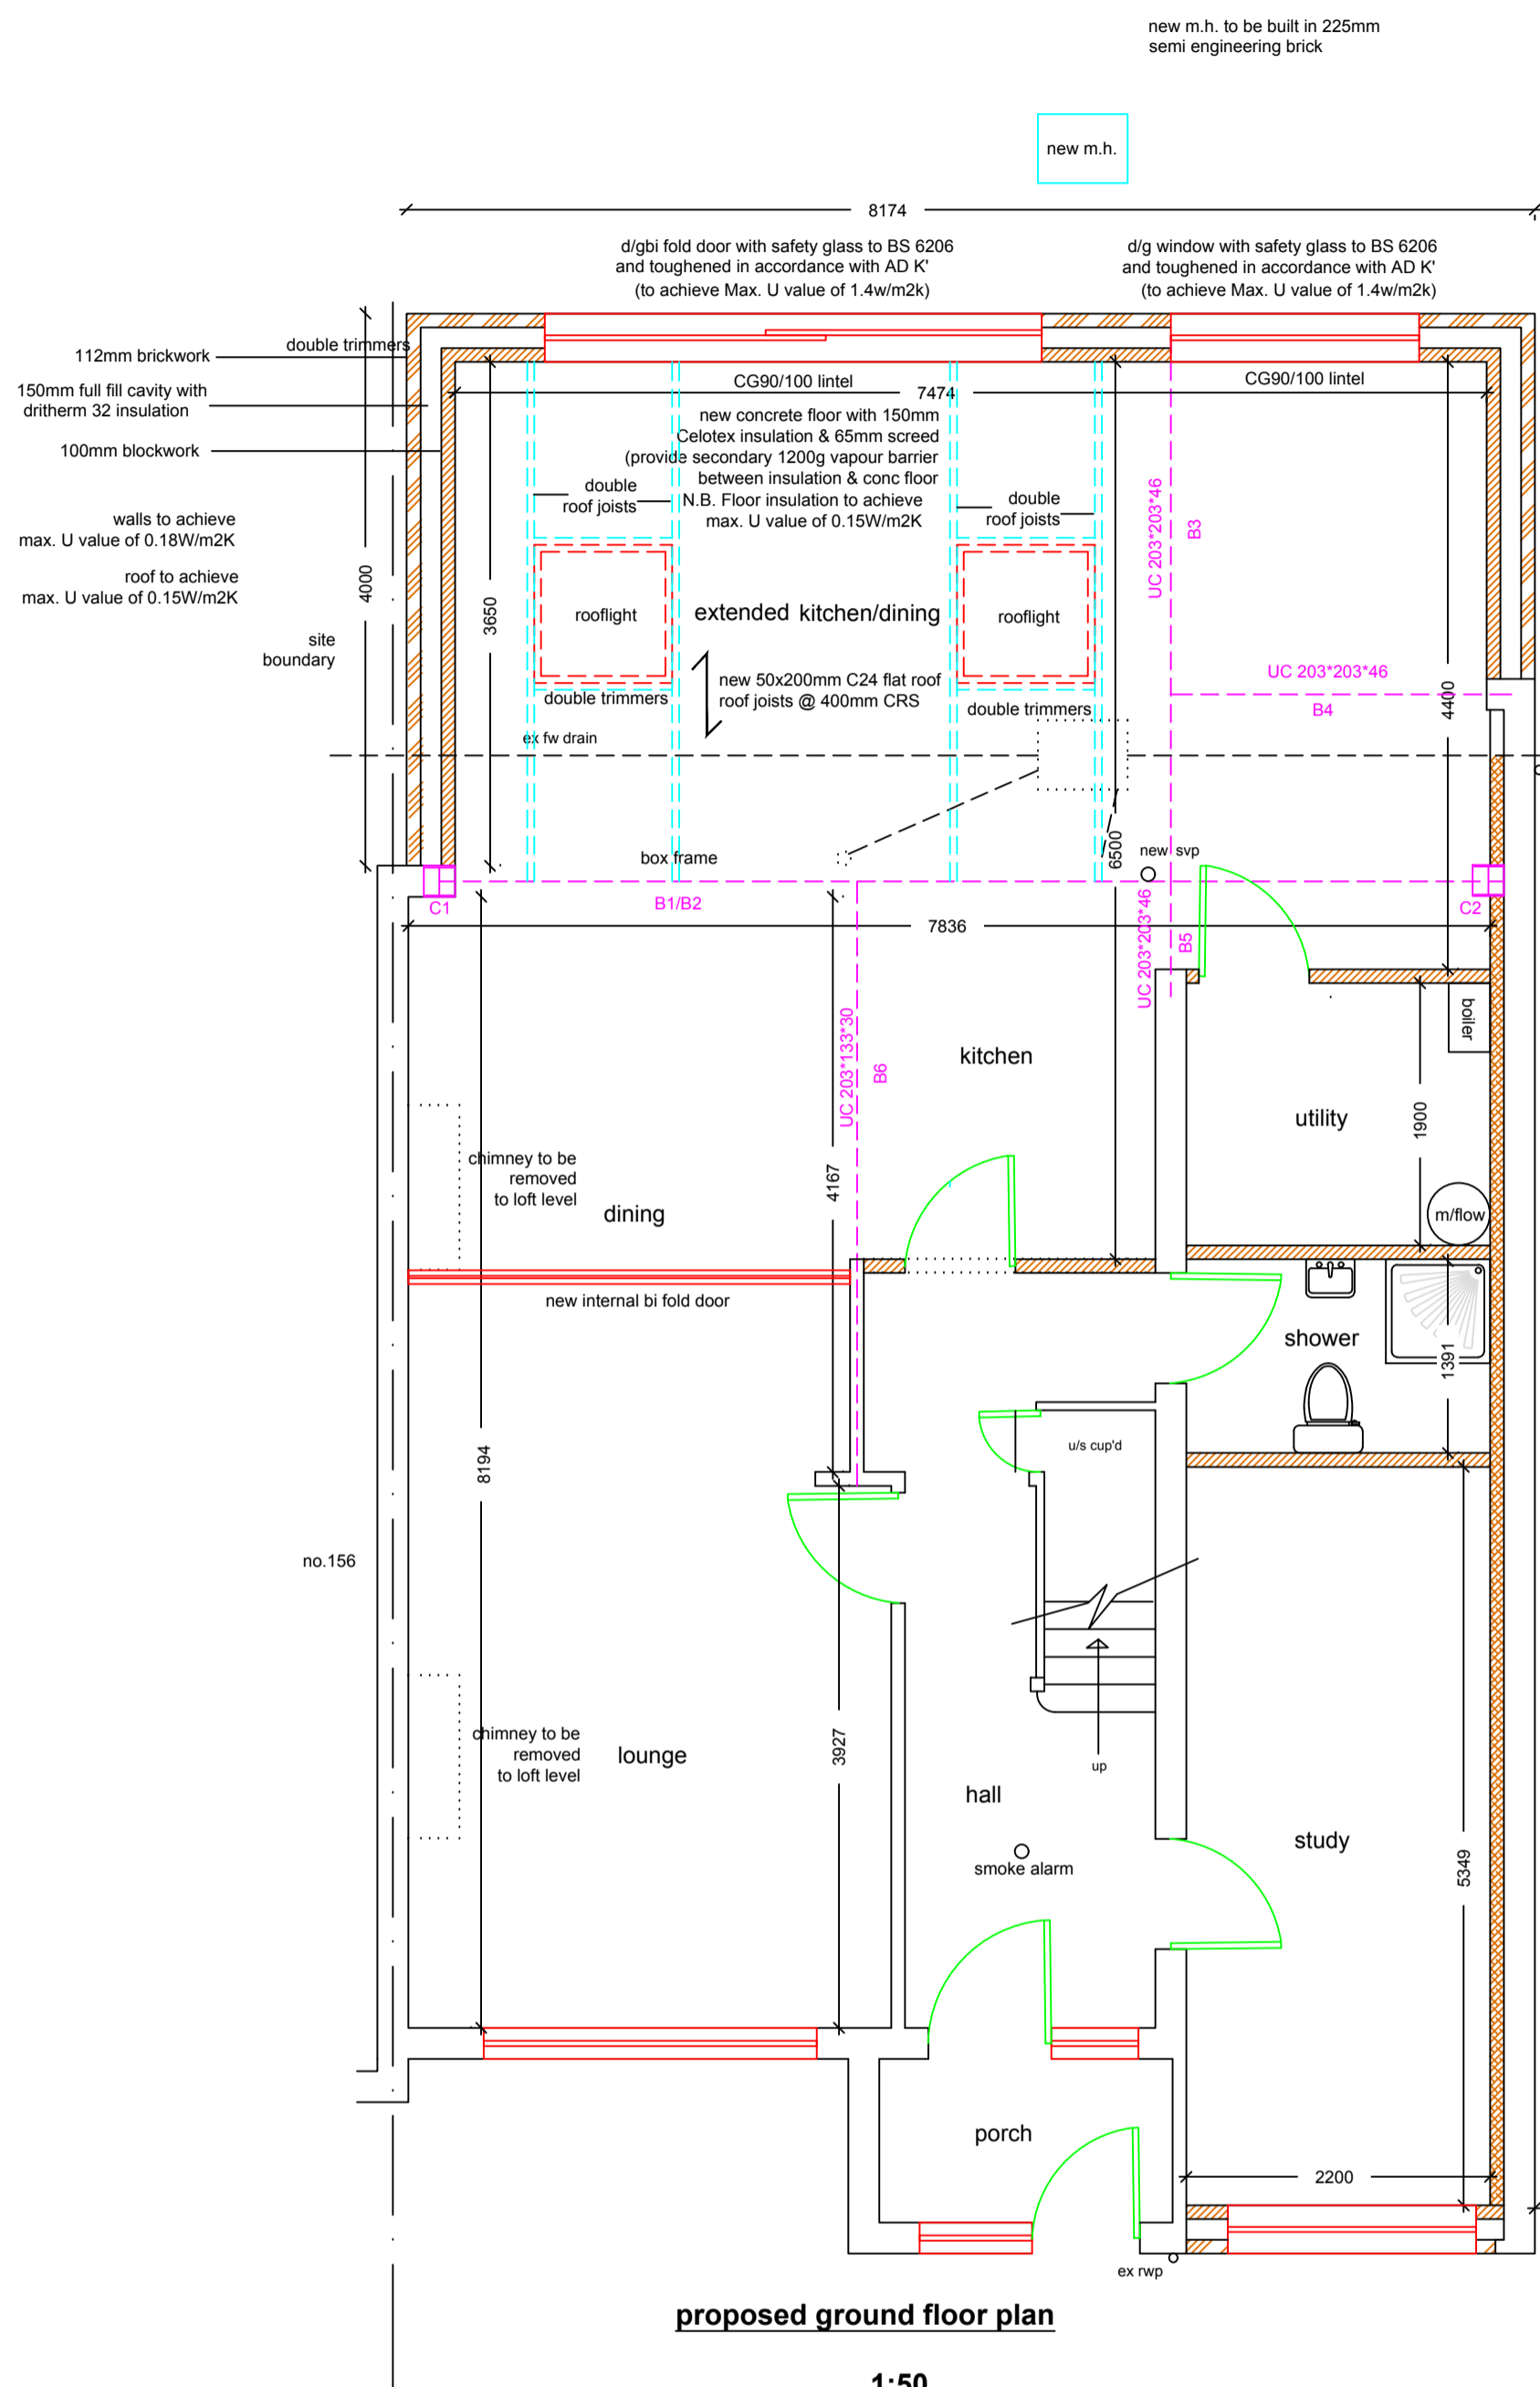 new m.h. to be built in 225mm
semi engineering brick
new m.h.
8174
d/gbi fold door with safety glass to BS 6206
and toughened in accordance with AD K'
(to achieve Max. U value of 1.4w/m2k)
d/g window with safety glass to BS 6206
and toughened in accordance with AD K'
(to achieve Max. U value of 1.4w/m2k)
double trimmers
112mm brickwork
150mm full fill cavity with
dritherm 32 insulation
100mm blockwork
walls to achieve
max. U value of 0.18W/m2K
roof to achieve
max. U value of 0.15W/m2K
site
boundary
4000
3650
CG90/100 lintel
CG90/100 lintel
7474
new concrete floor with 150mm
Celotex insulation & 65mm screed
(provide secondary 1200g vapour barrier
between insulation & conc floor
N.B. Floor insulation to achieve
max. U value of 0.15W/m2K
double
roof joists
double
roof joists
UC 203*203*46
B3
rooflight
extended kitchen/dining
rooflight
new 50x200mm C24 flat roof
roof joists @ 400mm CRS
double trimmers
double trimmers
UC 203*203*46
B4
4400
ex fw drain
6500
box frame
new svp
C1
B1/B2
C2
7836
UC 203*203*46
B5
UC 203*133*30
B6
kitchen
boiler
utility
1900
chimney to be
removed
to loft level
4167
dining
m/flow
new internal bi fold door
shower
1391
u/s cup'd
8194
no.156
chimney to be
removed
to loft level
lounge
3927
up
hall
smoke alarm
study
5349
porch
2200
ex rwp
proposed ground floor plan
1:50